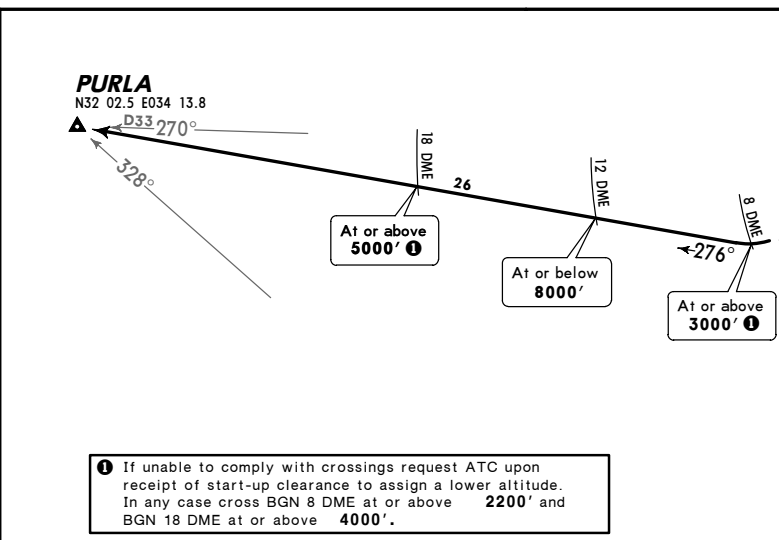 PURLA
N32 02.5 E034 13.8
D33 270°
328°
18 DME
26
12 DME
8 DME
276°
At or above
5000′ ❶
At or below
8000′
At or above
3000′ ❶
❶ If unable to comply with crossings request ATC upon
receipt of start-up clearance to assign a lower altitude.
In any case cross BGN 8 DME at or above 2200′ and
BGN 18 DME at or above 4000′.